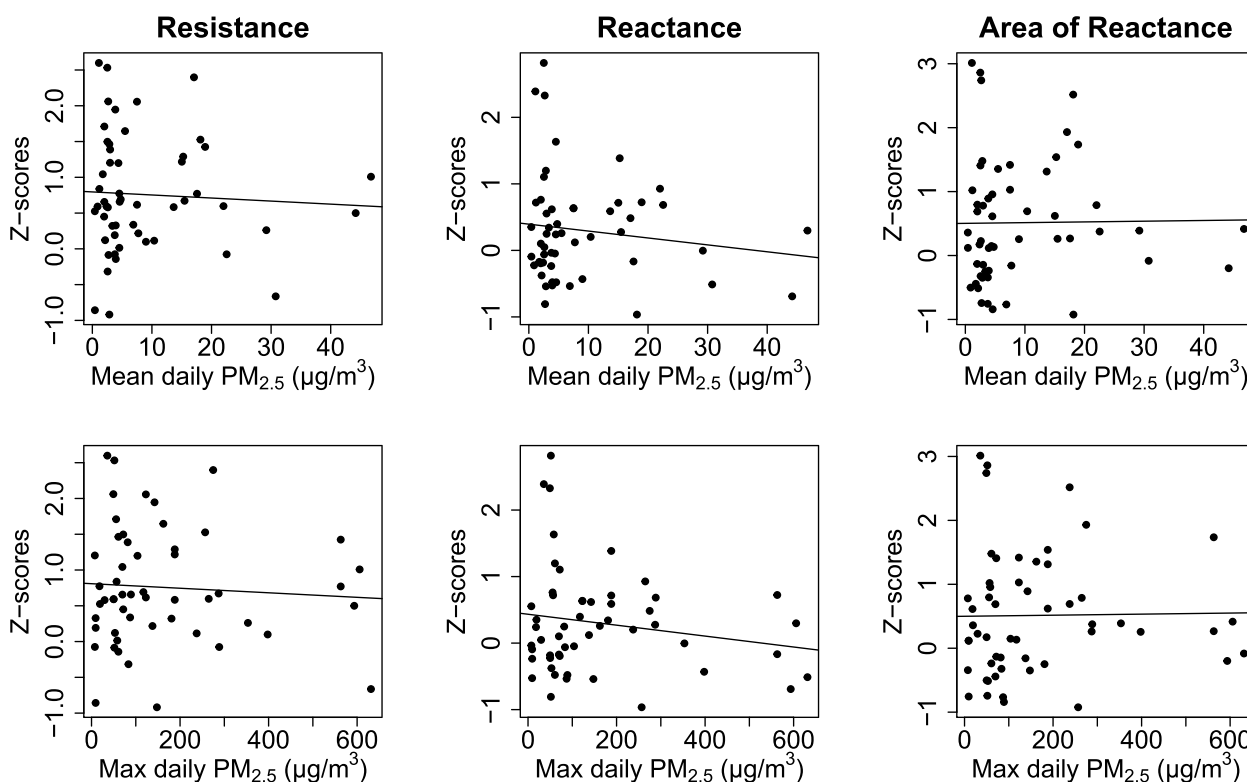 Resistance Reactance Area of Reactance
Z−scores
−1.0 0.0 1.0 2.0
0 10 20 30 40
Mean daily PM2.5 (µg/m3)
Z−scores
−1 0 1 2
0 10 20 30 40
Mean daily PM2.5 (µg/m3)
Z−scores
−1 0 1 2 3
0 10 20 30 40
Mean daily PM2.5 (µg/m3)
Z−scores
−1.0 0.0 1.0 2.0
0 200 400 600
Max daily PM2.5 (µg/m3)
Z−scores
−1 0 1 2
0 200 400 600
Max daily PM2.5 (µg/m3)
Z−scores
−1 0 1 2 3
0 200 400 600
Max daily PM2.5 (µg/m3)